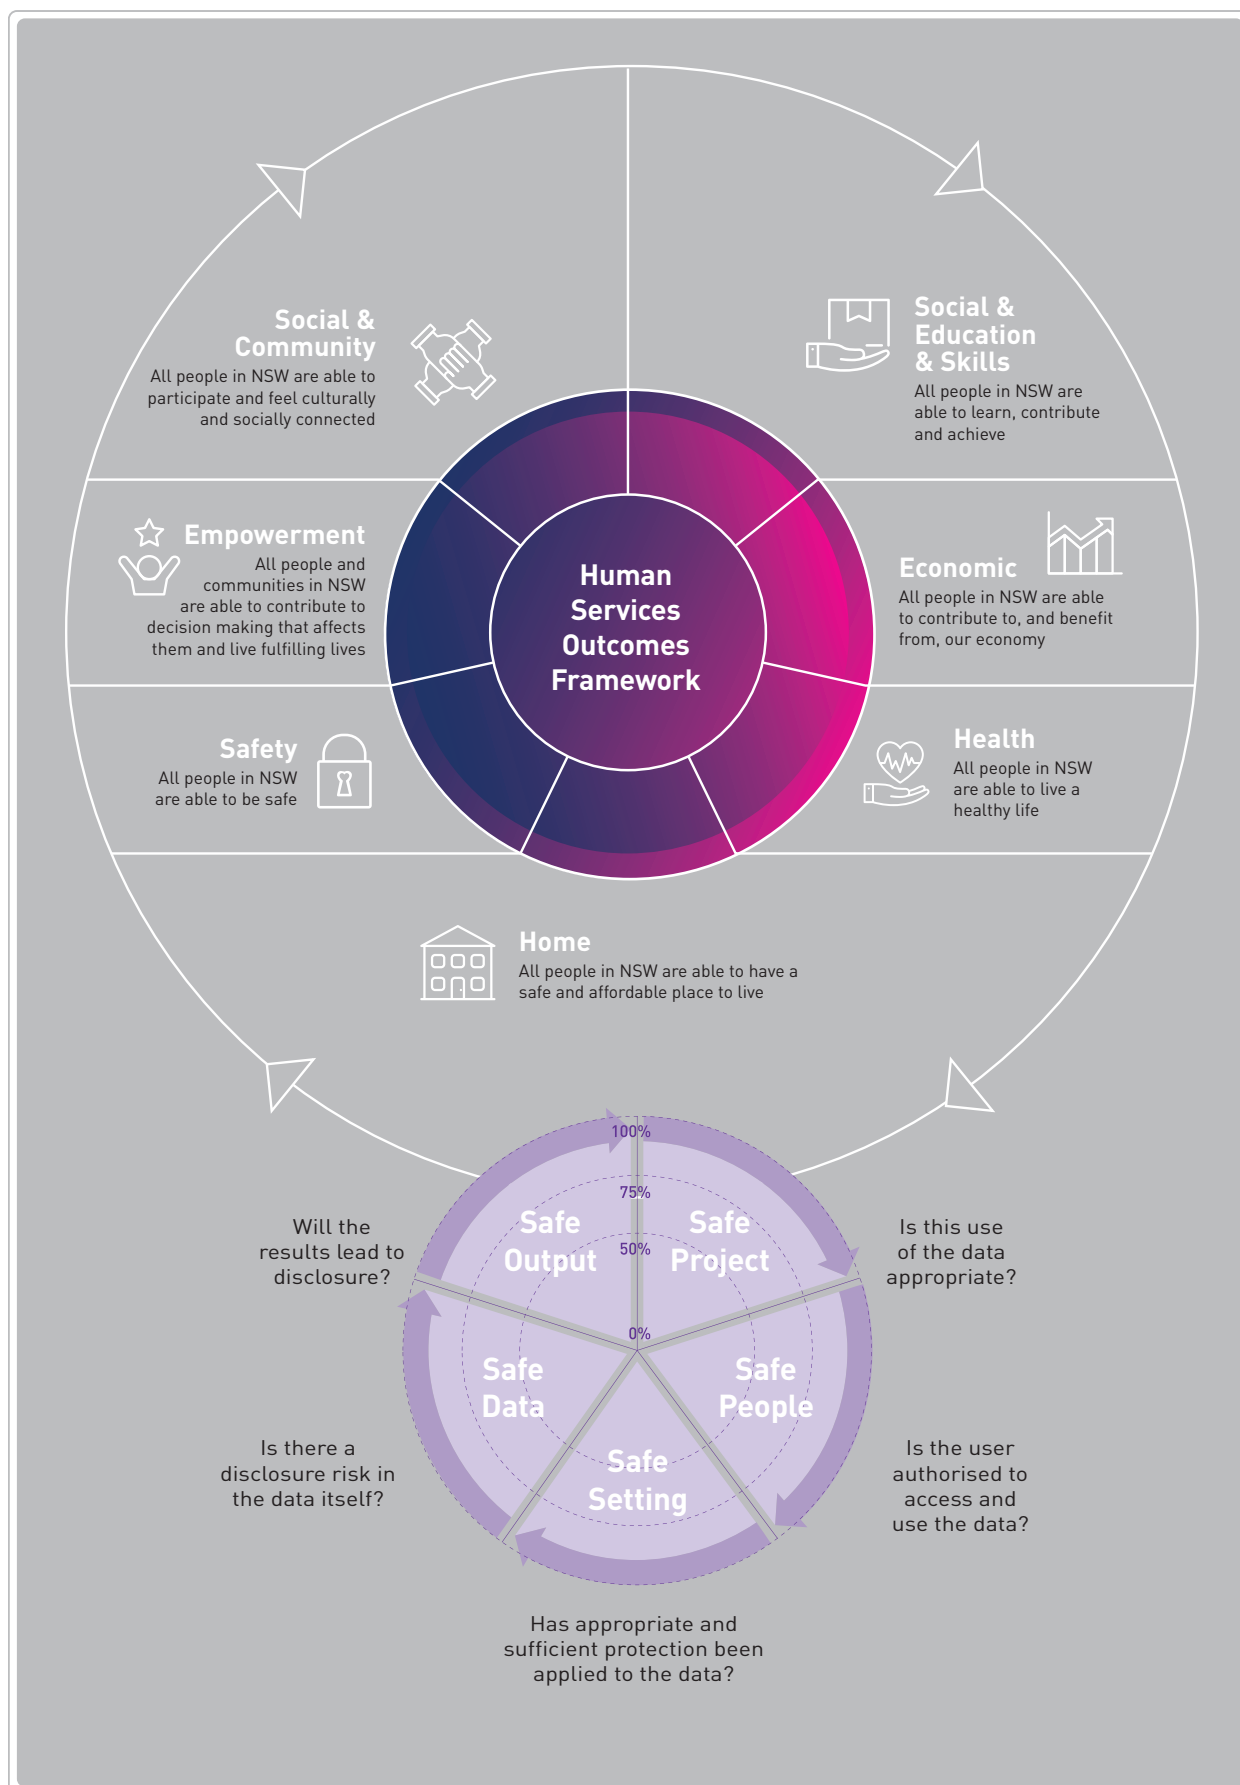 Social &
Community
All people in NSW are able to
participate and feel culturally
and socially connected
Social &
Education
& Skills
All people in NSW are
able to learn, contribute
and achieve
Empowerment
All people and
communities in NSW
are able to contribute to
decision making that affects
them and live fulfilling lives
Human
Services
Outcomes
Framework
Economic
All people in NSW are able
to contribute to, and benefit
from, our economy
Safety
All people in NSW
are able to be safe
Health
All people in NSW
are able to live a
healthy life
Home
All people in NSW are able to have a
safe and affordable place to live
100%
75%
50%
0%
Safe
Output
Safe
Project
Safe
Data
Safe
People
Safe
Setting
Will the
results lead to
disclosure?
Is this use
of the data
appropriate?
Is there a
disclosure risk in
the data itself?
Is the user
authorised to
access and
use the data?
Has appropriate and
sufficient protection been
applied to the data?